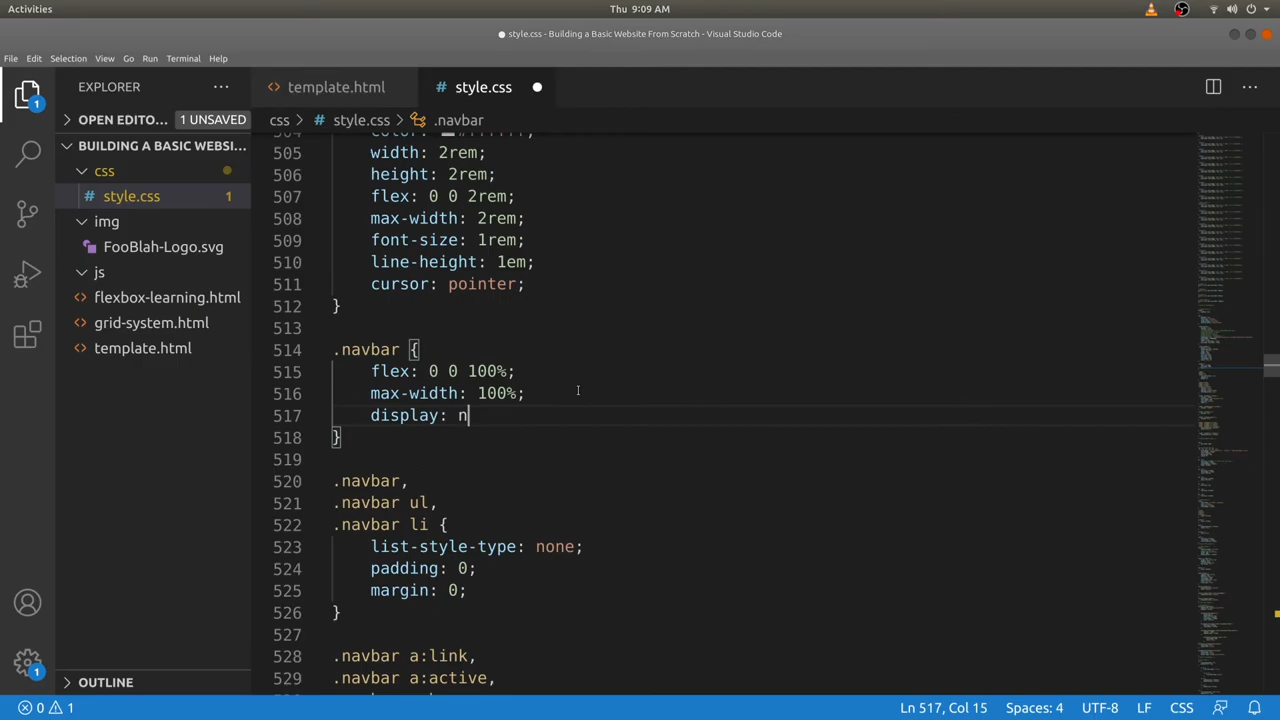 Activities
Thu 9:09 AM
style.css - Building a Basic Website From Scratch - Visual Studio Code
File Edit Selection View Go Run Terminal Help
EXPLORER
template.html
style.css
OPEN EDITO... 1 UNSAVED
css > style.css > .navbar
BUILDING A BASIC WEBSI...
css
style.css 1
img
FooBlah-Logo.svg
js
flexbox-learning.html
grid-system.html
template.html
OUTLINE
505 width: 2rem;
506 height: 2rem;
507 flex: 0 0 2rem;
508 max-width: 2rem;
509 font-size: 1rem;
510 line-height: 1em;
511 cursor: pointer;
512 }
513
514 .navbar {
515 flex: 0 0 100%;
516 max-width: 100%;
517 display: n
518 }
519
520 .navbar,
521 .navbar ul,
522 .navbar li {
523 list-style-type: none;
524 padding: 0;
525 margin: 0;
526 }
527
528 .navbar a:link,
529 .navbar a:active,
0 1
Ln 517, Col 15 Spaces: 4 UTF-8 LF CSS